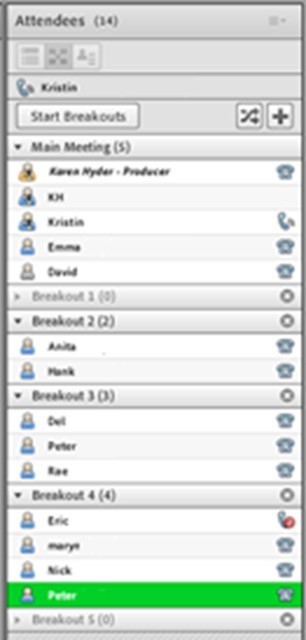 Attendees (14)
Kristin
Start Breakouts
Main Meeting (5)
Karen Hyder - Producer
KH
Kristin
Emma
David
Breakout 1 (0)
Breakout 2 (2)
Anita
Hank
Breakout 3 (3)
Del
Peter
Rae
Breakout 4 (4)
Eric
maryr
Nick
Peter
Breakout 5 (0)